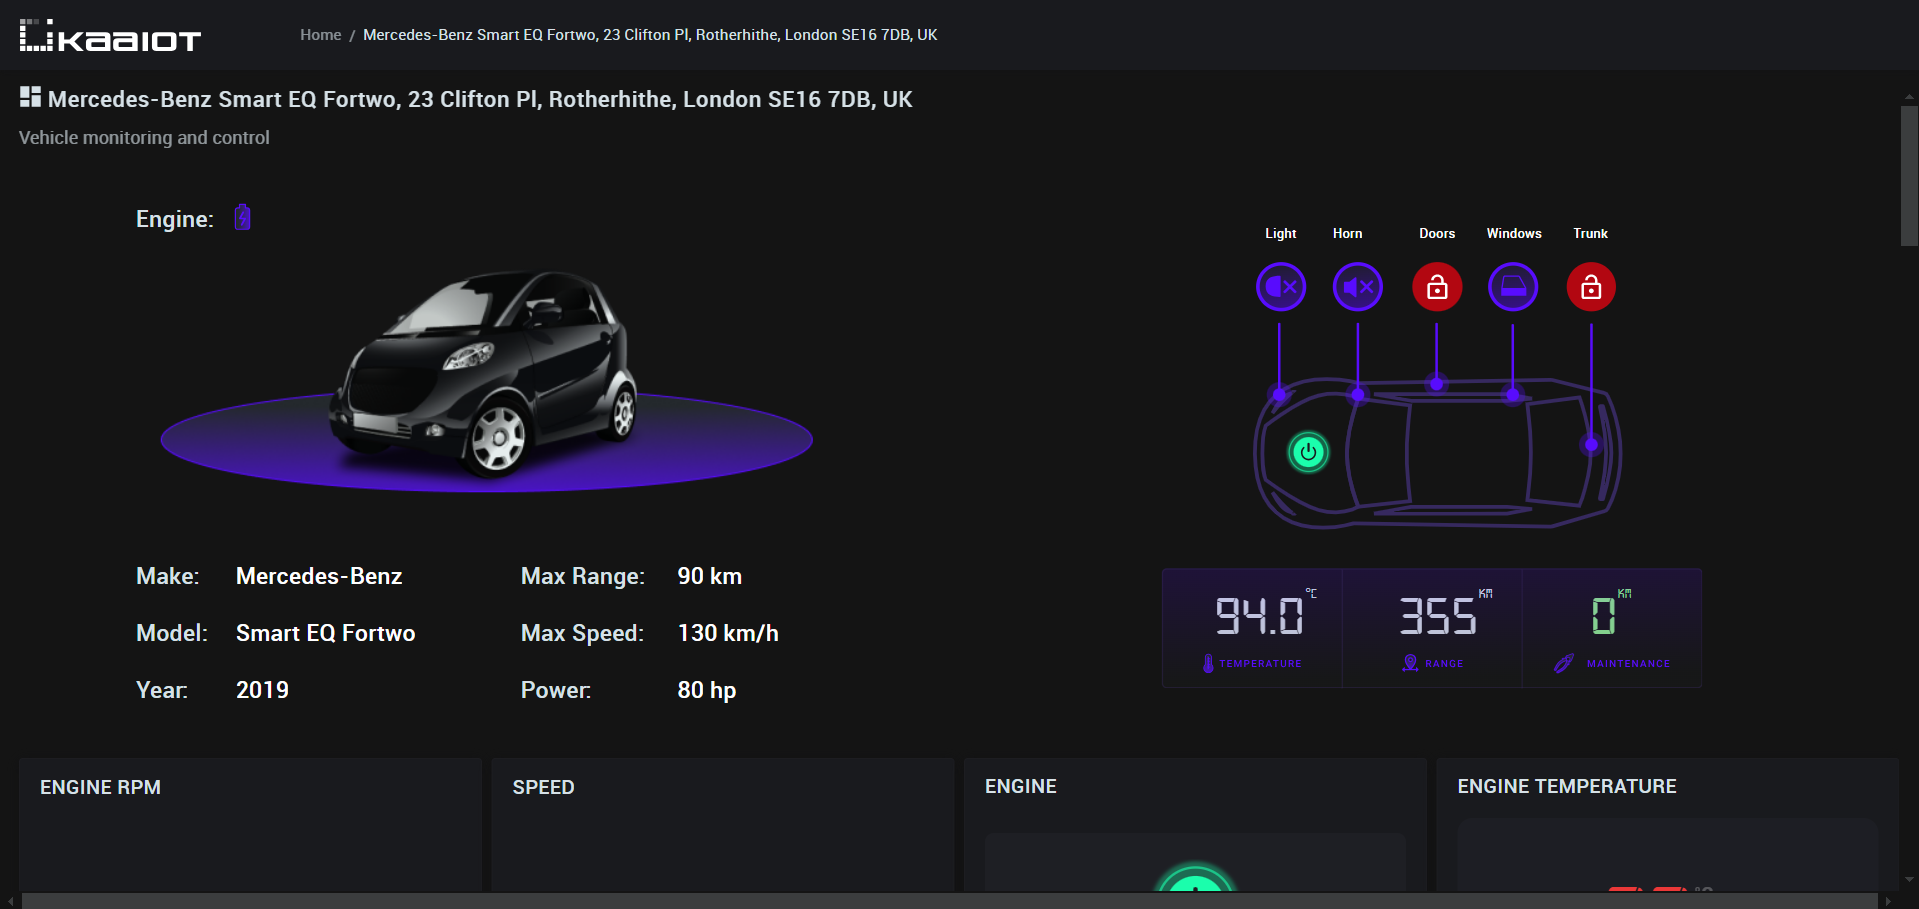 kaaiot
Home / Mercedes-Benz Smart EQ Fortwo, 23 Clifton Pl, Rotherhithe, London SE16 7DB, UK
Mercedes-Benz Smart EQ Fortwo, 23 Clifton Pl, Rotherhithe, London SE16 7DB, UK
Vehicle monitoring and control
Engine:
Light Horn Doors Windows Trunk
Make: Mercedes-Benz Max Range: 90 km
Model: Smart EQ Fortwo Max Speed: 130 km/h
Year: 2019 Power: 80 hp
94.0 °C 355 KM 0 KM
TEMPERATURE RANGE MAINTENANCE
ENGINE RPM SPEED ENGINE ENGINE TEMPERATURE